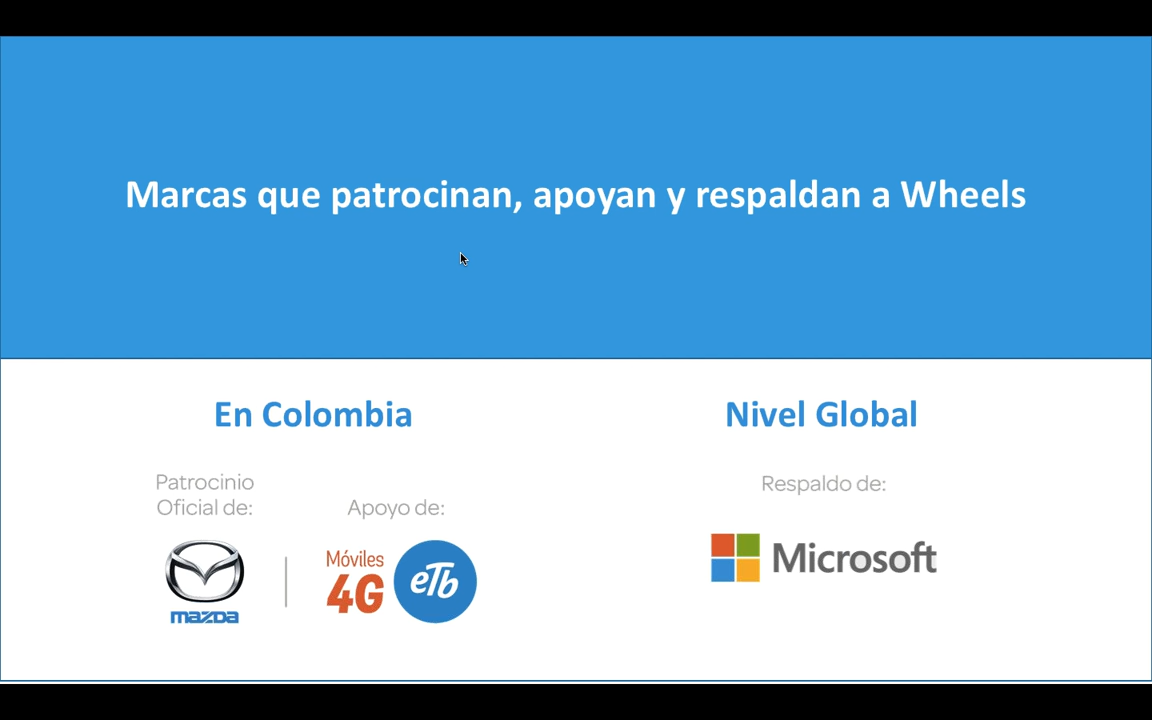 Marcas que patrocinan, apoyan y respaldan a Wheels
En Colombia
Patrocinio
Oficial de:
Apoyo de:
mazda
Móviles
4G
eTb
Nivel Global
Respaldo de:
Microsoft